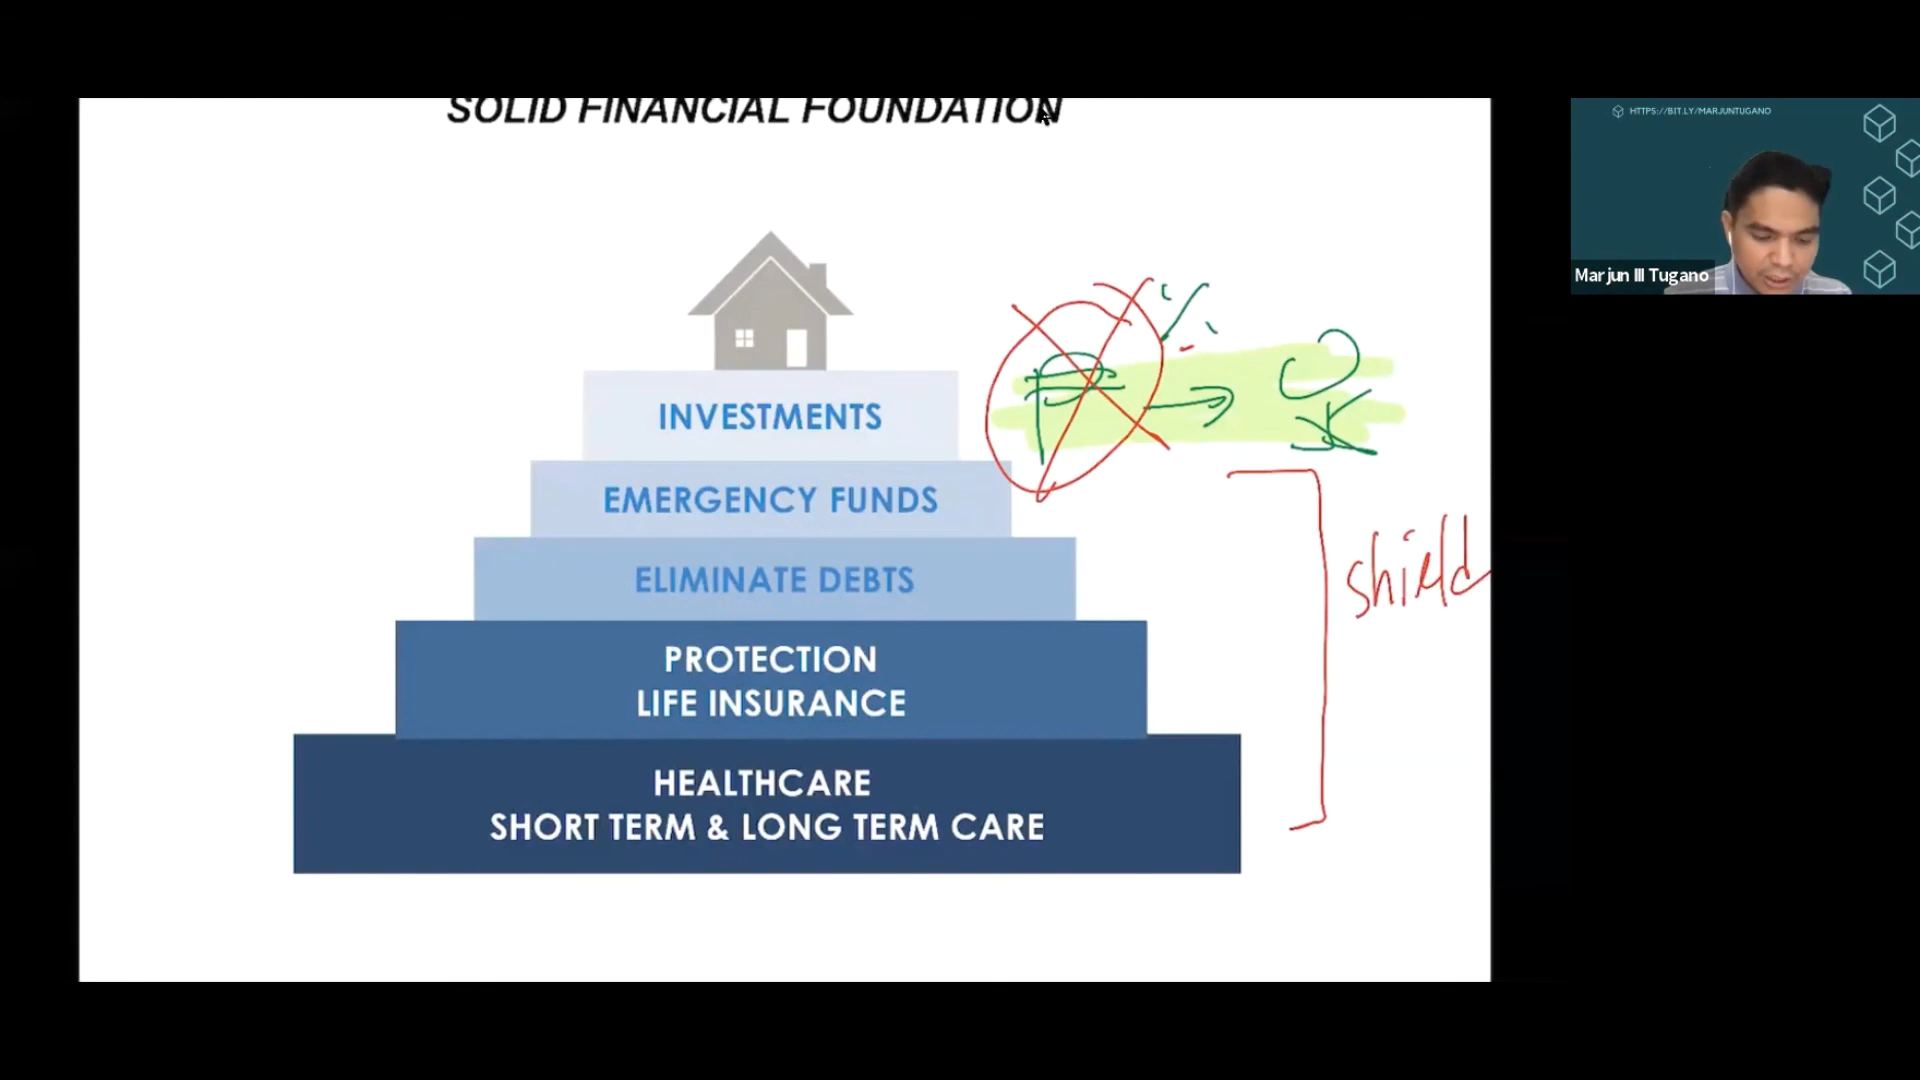 SOLID FINANCIAL FOUNDATION
HTTPS://BIT.LY/MARJUNTUGANO
Marjun III Tugano
INVESTMENTS
₱
%
EMERGENCY FUNDS
ELIMINATE DEBTS
shield
PROTECTION
LIFE INSURANCE
HEALTHCARE
SHORT TERM & LONG TERM CARE